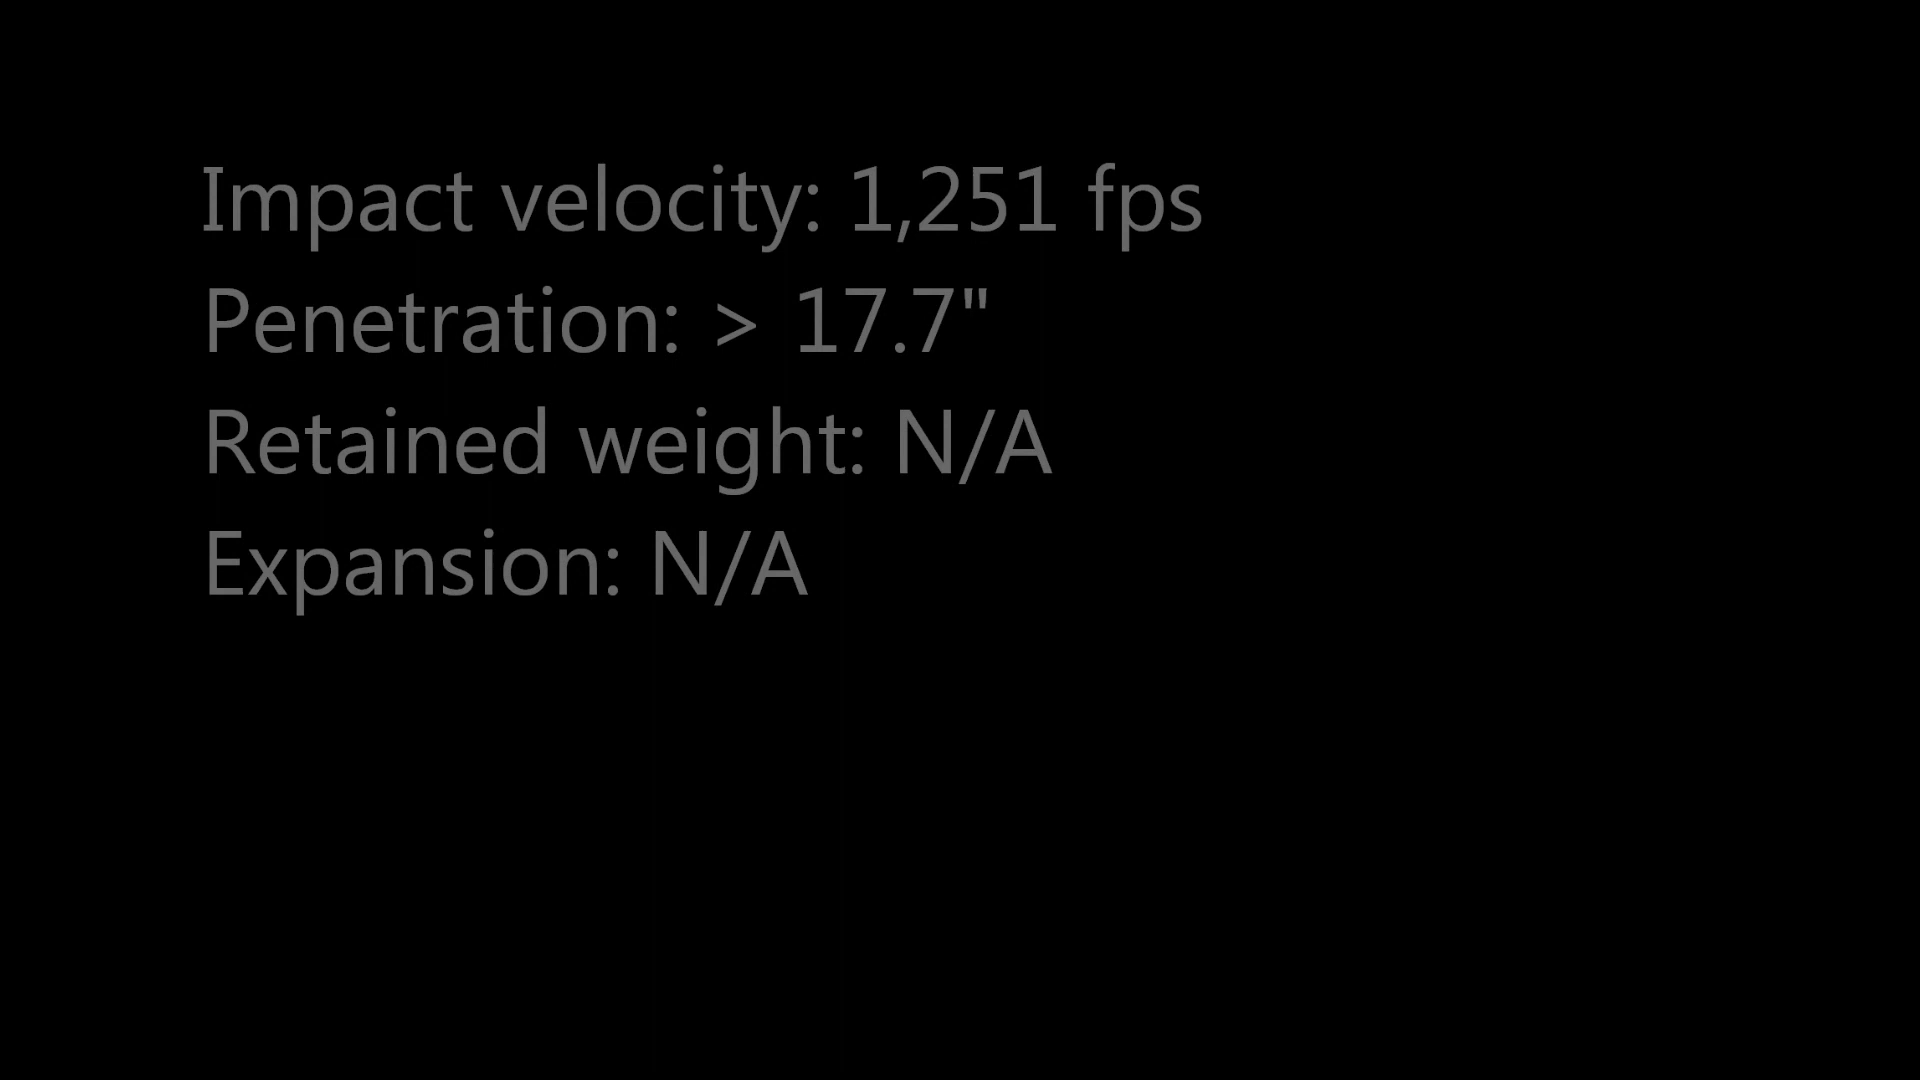 Impact velocity: 1,251 fps
Penetration: > 17.7"
Retained weight: N/A
Expansion: N/A